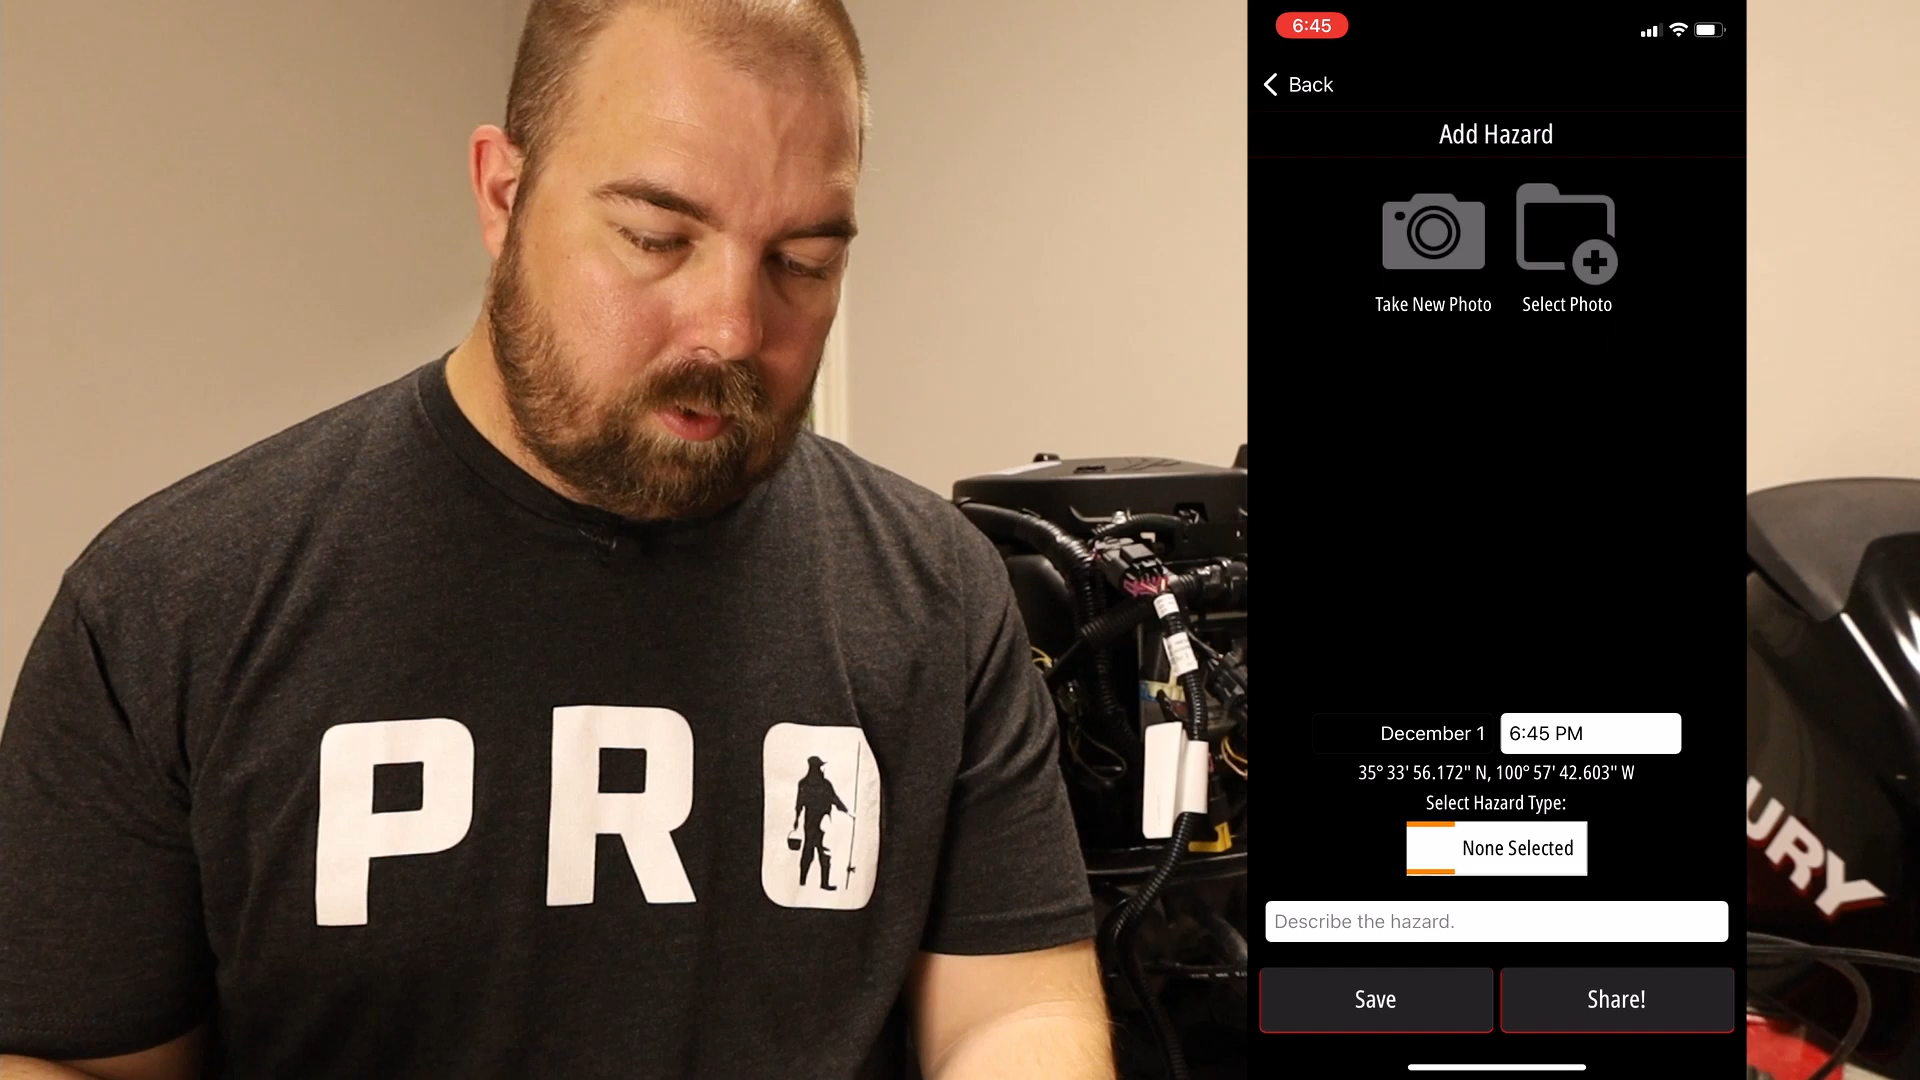 PRO
6:45
Back
Add Hazard
Take New Photo
Select Photo
December 1
6:45 PM
35° 33' 56.172" N, 100° 57' 42.603" W
Select Hazard Type:
None Selected
Describe the hazard.
Save
Share!
URY